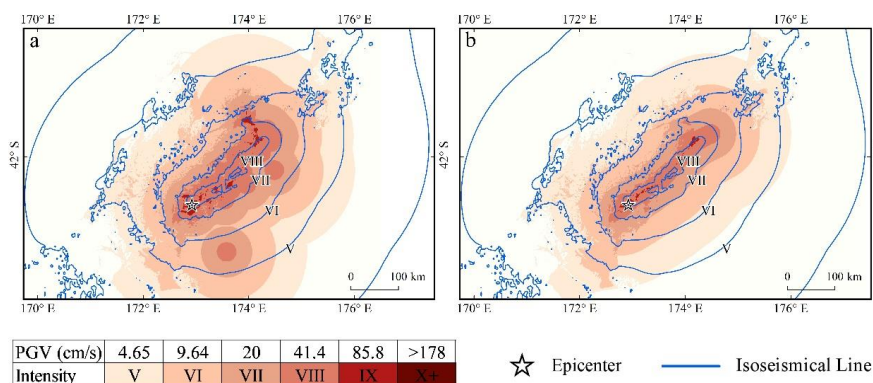 170° E 172° E 174° E 176° E 170° E 172° E 174° E 176° E
a b
42° S 42° S
VIII VIII
VII VII
VI VI
V V
0 100 km 0 100 km
170° E 172° E 174° E 176° E 170° E 172° E 174° E 176° E
PGV (cm/s) 4.65 9.64 20 41.4 85.8 >178
Intensity V VI VII VIII IX X+
Epicenter Isoseismical Line